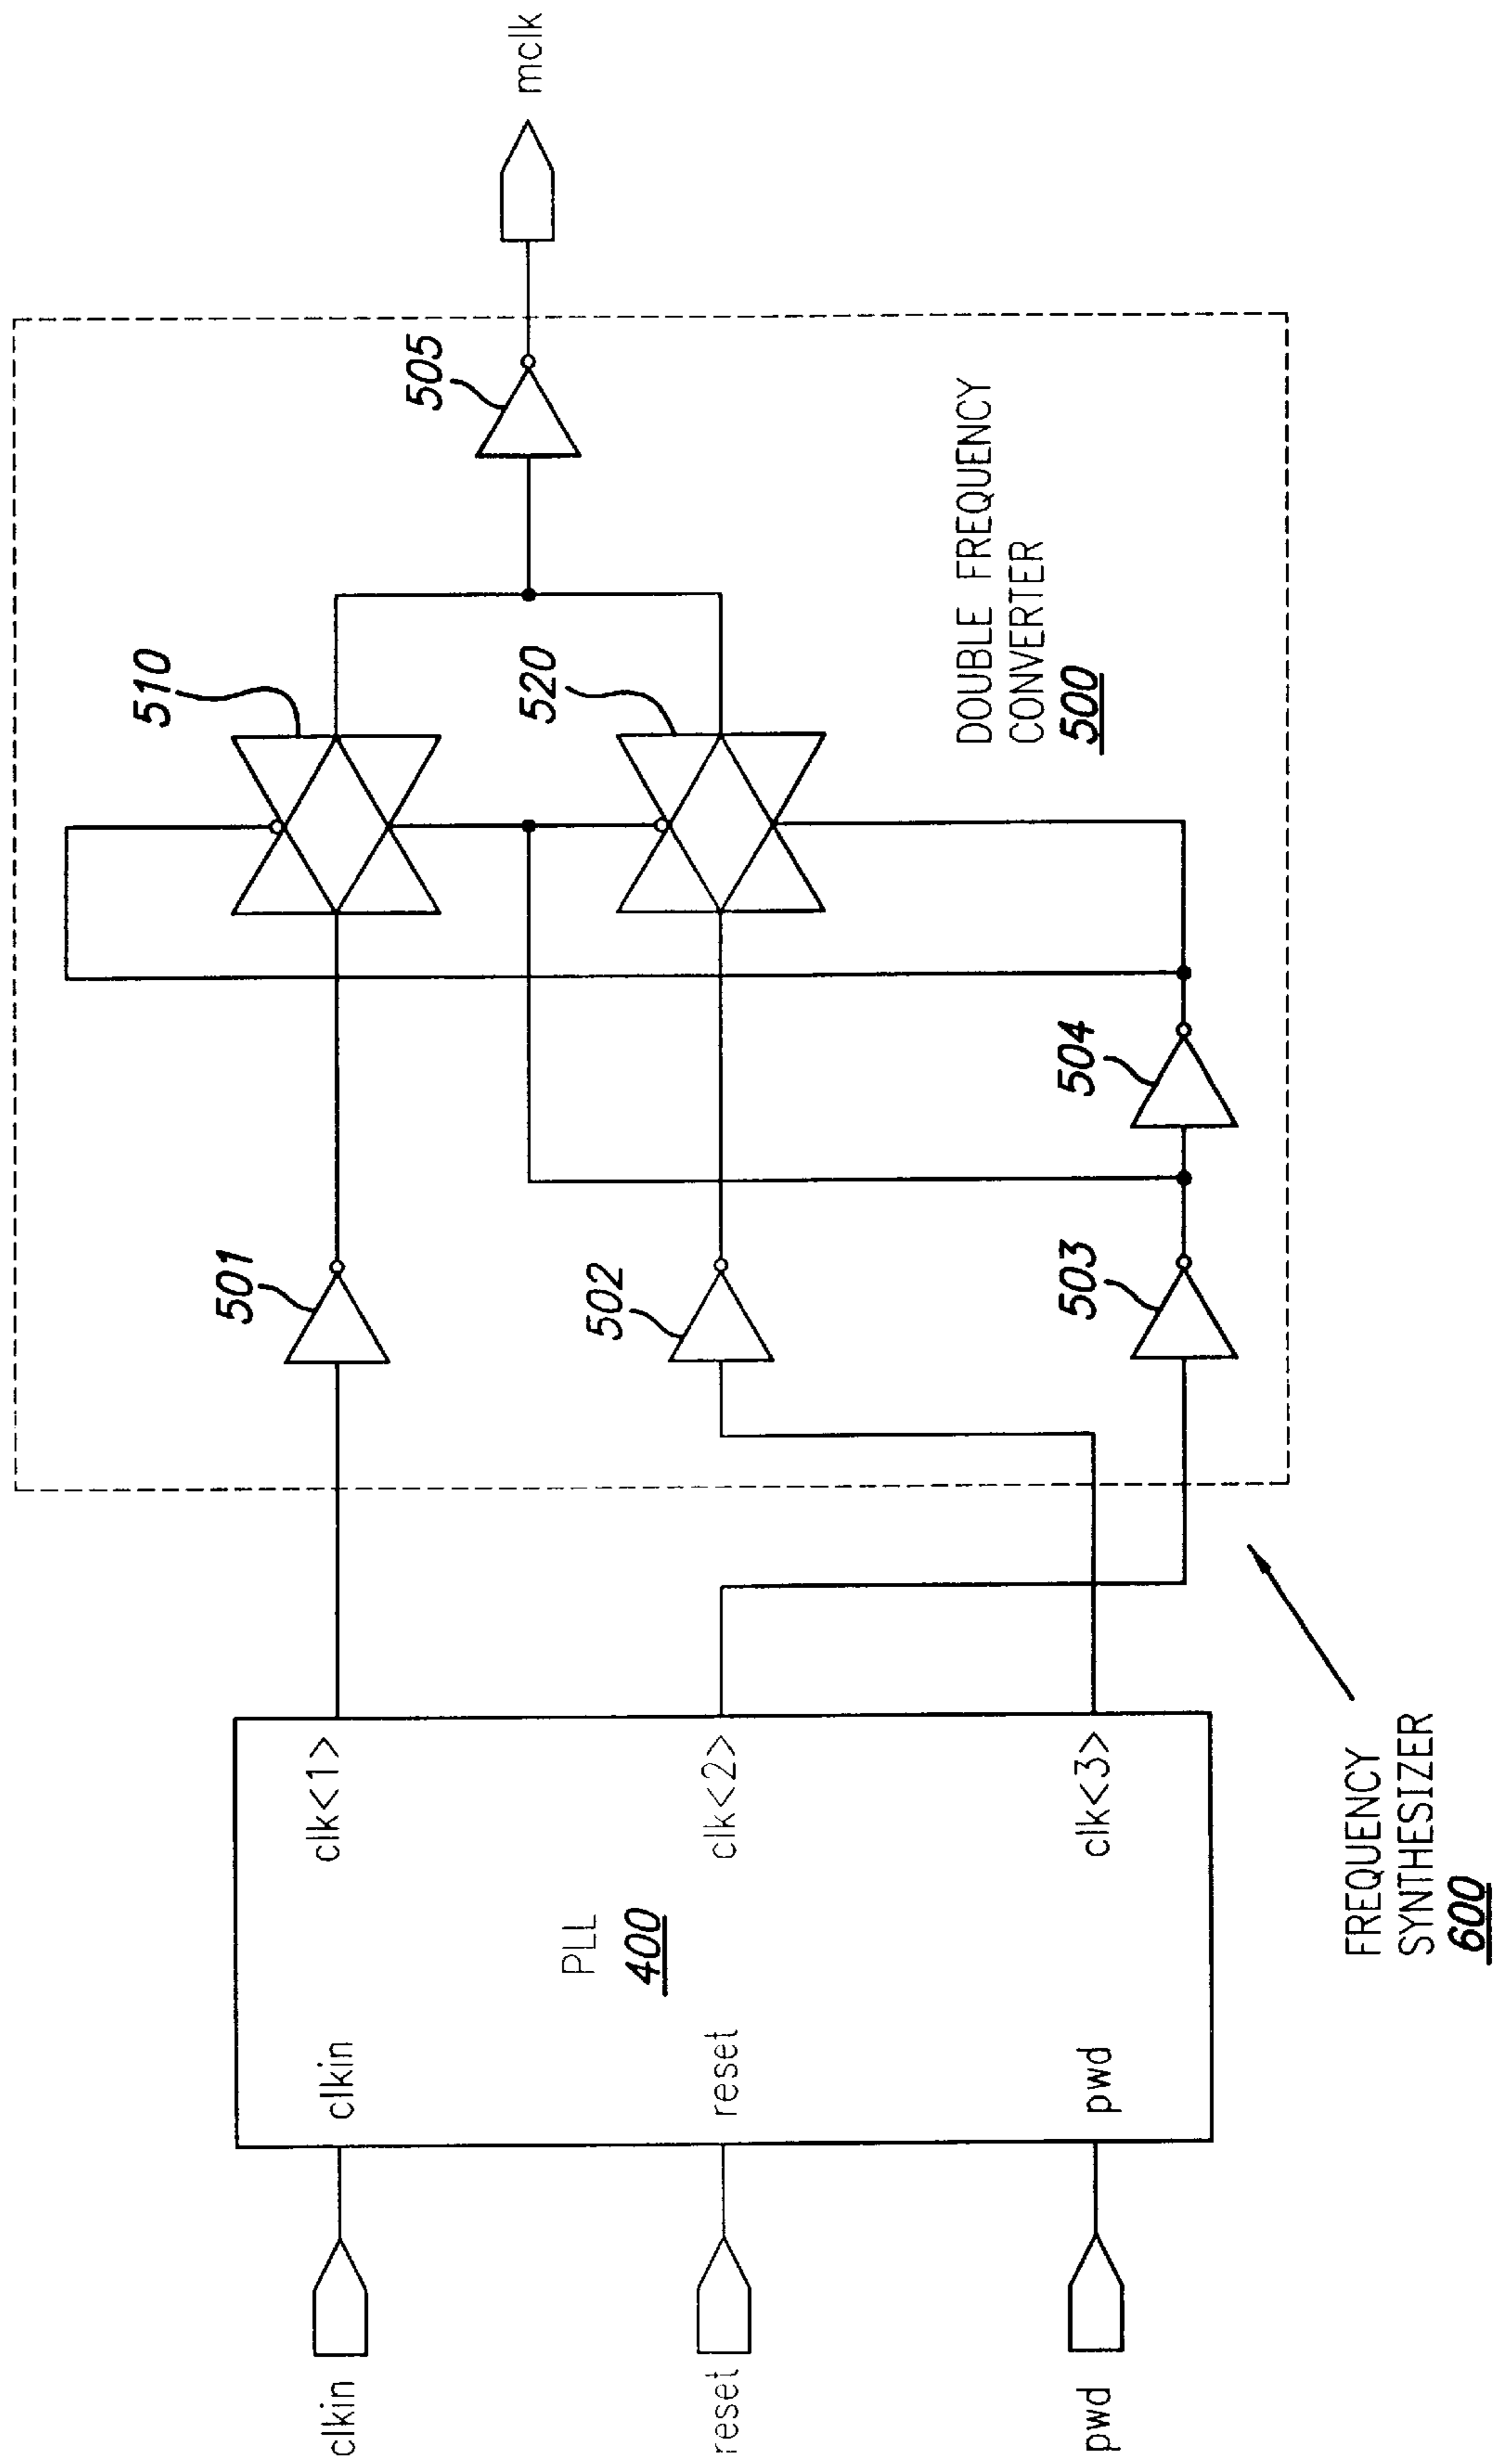 clkin
reset
pwd
clkin
reset
pwd
PLL
400
clk<1>
clk<2>
clk<3>
FREQUENCY
SYNTHESIZER
600
501
502
503
504
510
520
505
DOUBLE FREQUENCY
CONVERTER
500
mclk